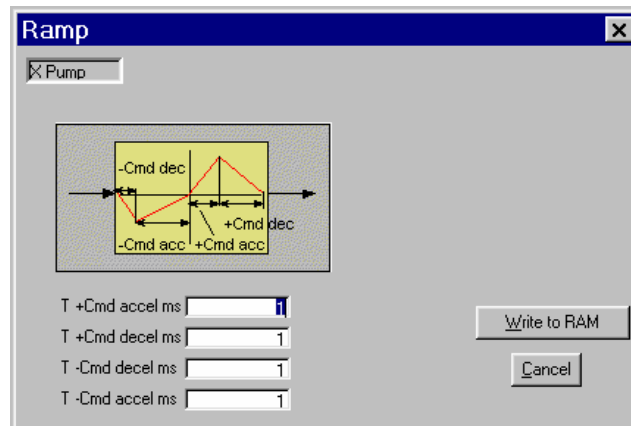 Ramp
X Pump
-Cmd dec
+Cmd dec
-Cmd acc
+Cmd acc
T +Cmd accel ms 1
T +Cmd decel ms 1
T -Cmd decel ms 1
T -Cmd accel ms 1
Write to RAM
Cancel